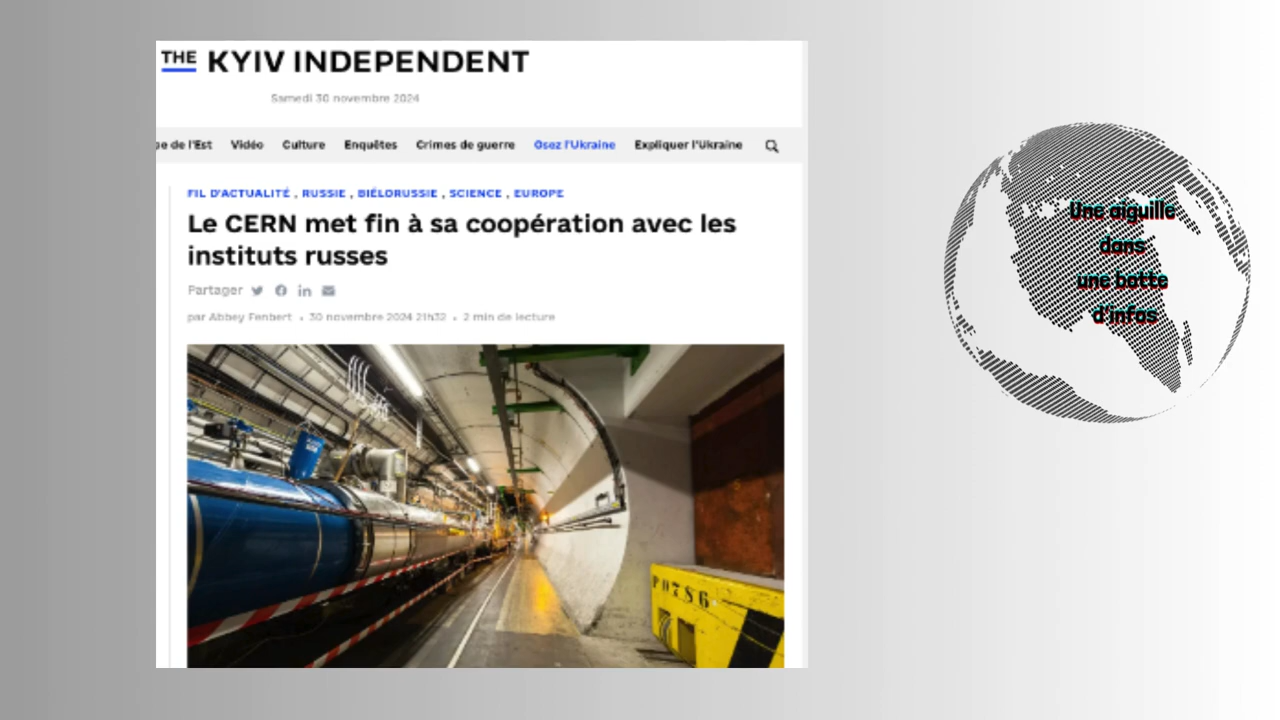 THE KYIV INDEPENDENT
Samedi 30 novembre 2024
se de l'Est Vidéo Culture Enquêtes Crimes de guerre Osez l'Ukraine Expliquer l'Ukraine
FIL D'ACTUALITÉ , RUSSIE , BIÉLORUSSIE , SCIENCE , EUROPE
Le CERN met fin à sa coopération avec les
instituts russes
Partager
par Abbey Fenbert • 30 novembre 2024 21h32 • 2 min de lecture
P07S6
Une aiguille
dans
une botte
d'infos